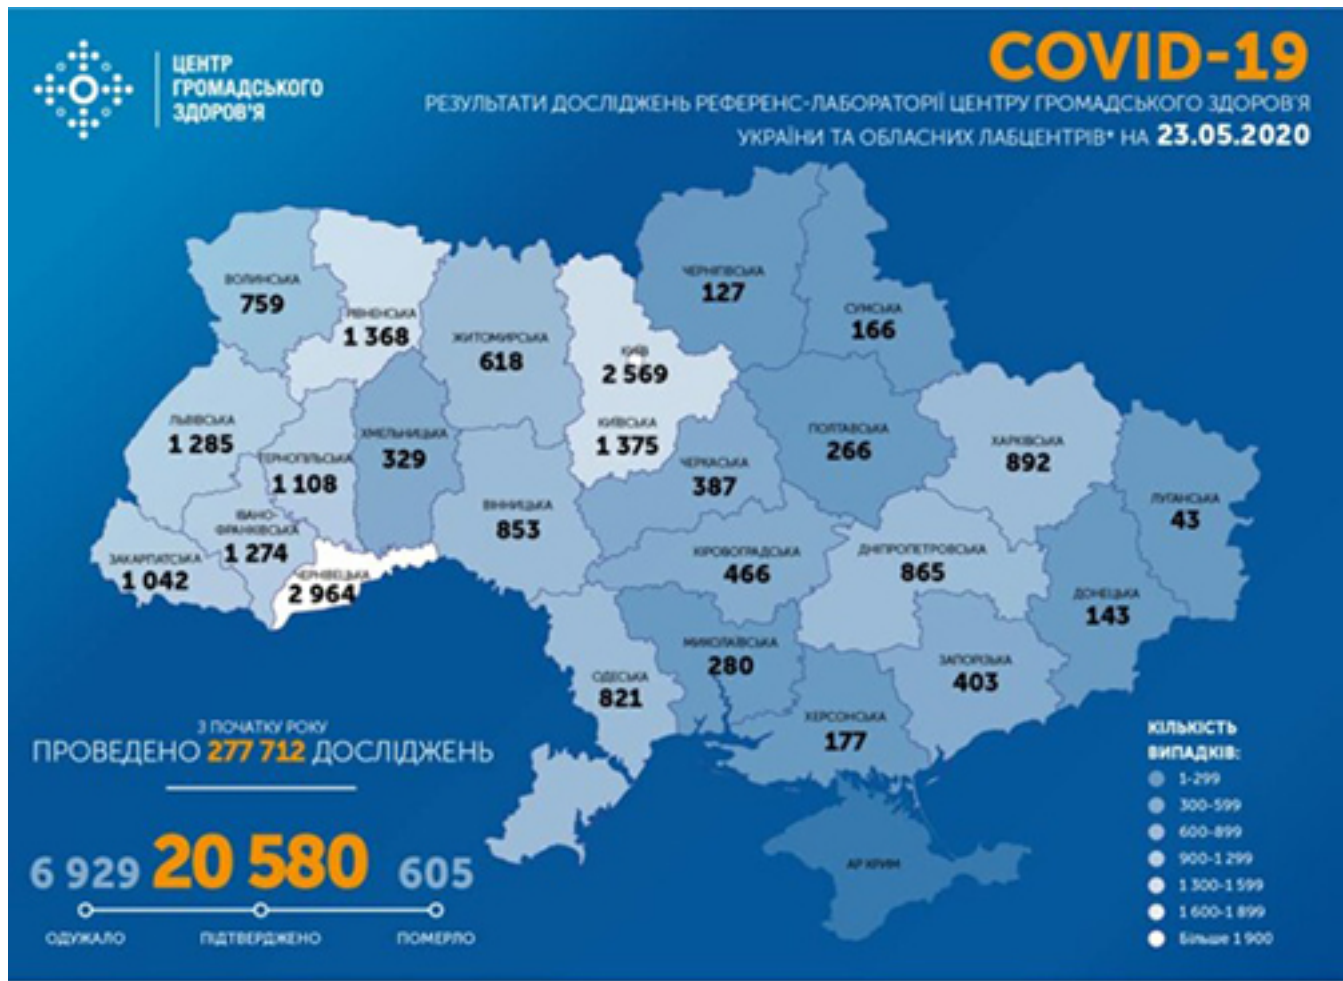 ЦЕНТР
ГРОМАДСЬКОГО
ЗДОРОВ'Я
COVID-19
РЕЗУЛЬТАТИ ДОСЛІДЖЕНЬ РЕФЕРЕНС-ЛАБОРАТОРІЇ ЦЕНТРУ ГРОМАДСЬКОГО ЗДОРОВ'Я
УКРАЇНИ ТА ОБЛАСНИХ ЛАБЦЕНТРІВ* НА 23.05.2020
ВОЛИНСЬКА
759
РІВНЕНСЬКА
1 368
ЖИТОМИРСЬКА
618
КИЇВ
2 569
КИЇВСЬКА
1 375
ЧЕРНІГІВСЬКА
127
СУМСЬКА
166
ЛЬВІВСЬКА
1 285
ТЕРНОПІЛЬСЬКА
1 108
ХМЕЛЬНИЦЬКА
329
ЧЕРКАСЬКА
387
ПОЛТАВСЬКА
266
ХАРКІВСЬКА
892
ЛУГАНСЬКА
43
ІВАНО-
ФРАНКІВСЬКА
1 274
ЗАКАРПАТСЬКА
1 042
ЧЕРНІВЕЦЬКА
2 964
ВІННИЦЬКА
853
КІРОВОГРАДСЬКА
466
ДНІПРОПЕТРОВСЬКА
865
ДОНЕЦЬКА
143
ОДЕСЬКА
821
МИКОЛАЇВСЬКА
280
ЗАПОРІЗЬКА
403
ХЕРСОНСЬКА
177
АР КРИМ
З ПОЧАТКУ РОКУ
ПРОВЕДЕНО 277 712 ДОСЛІДЖЕНЬ
6 929 20 580 605
ОДУЖАЛО ПІДТВЕРДЖЕНО ПОМЕРЛО
КІЛЬКІСТЬ
ВИПАДКІВ:
1-299
300-599
600-899
900-1 299
1 300-1 599
1 600-1 899
Більше 1 900